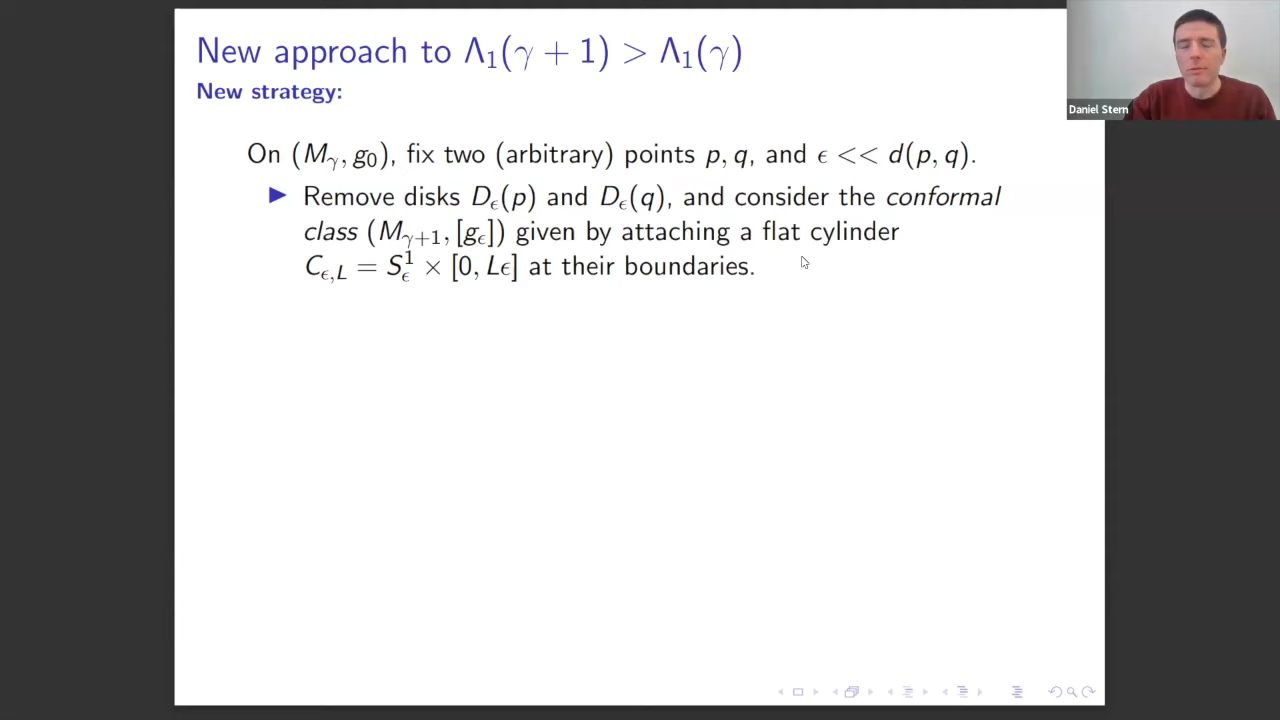 New approach to Λ₁(γ + 1) > Λ₁(γ)
New strategy:
On (M_γ, g₀), fix two (arbitrary) points p, q, and ϵ << d(p, q).
▶ Remove disks D_ϵ(p) and D_ϵ(q), and consider the conformal
class (M_{γ+1}, [g_ϵ]) given by attaching a flat cylinder
C_{ϵ,L} = S¹_ϵ × [0, Lϵ] at their boundaries.
Daniel Stern